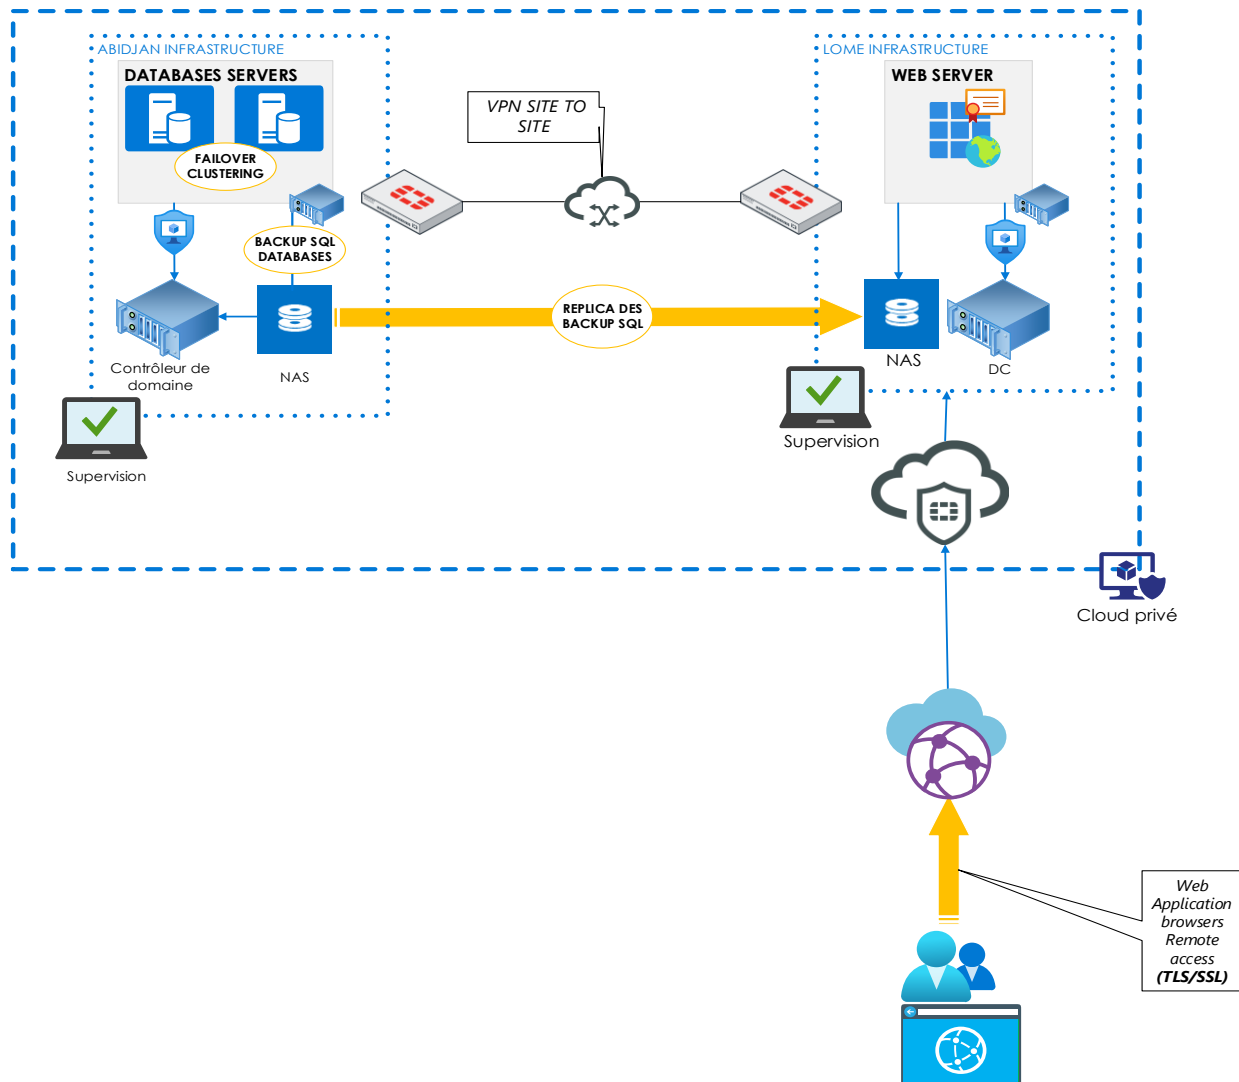 ABIDJAN INFRASTRUCTURE
DATABASES SERVERS
FAILOVER
CLUSTERING
BACKUP SQL
DATABASES
Contrôleur de
domaine
NAS
Supervision
VPN SITE TO
SITE
REPLICA DES
BACKUP SQL
LOME INFRASTRUCTURE
WEB SERVER
NAS
DC
Supervision
Cloud privé
Web
Application
browsers
Remote
access
(TLS/SSL)